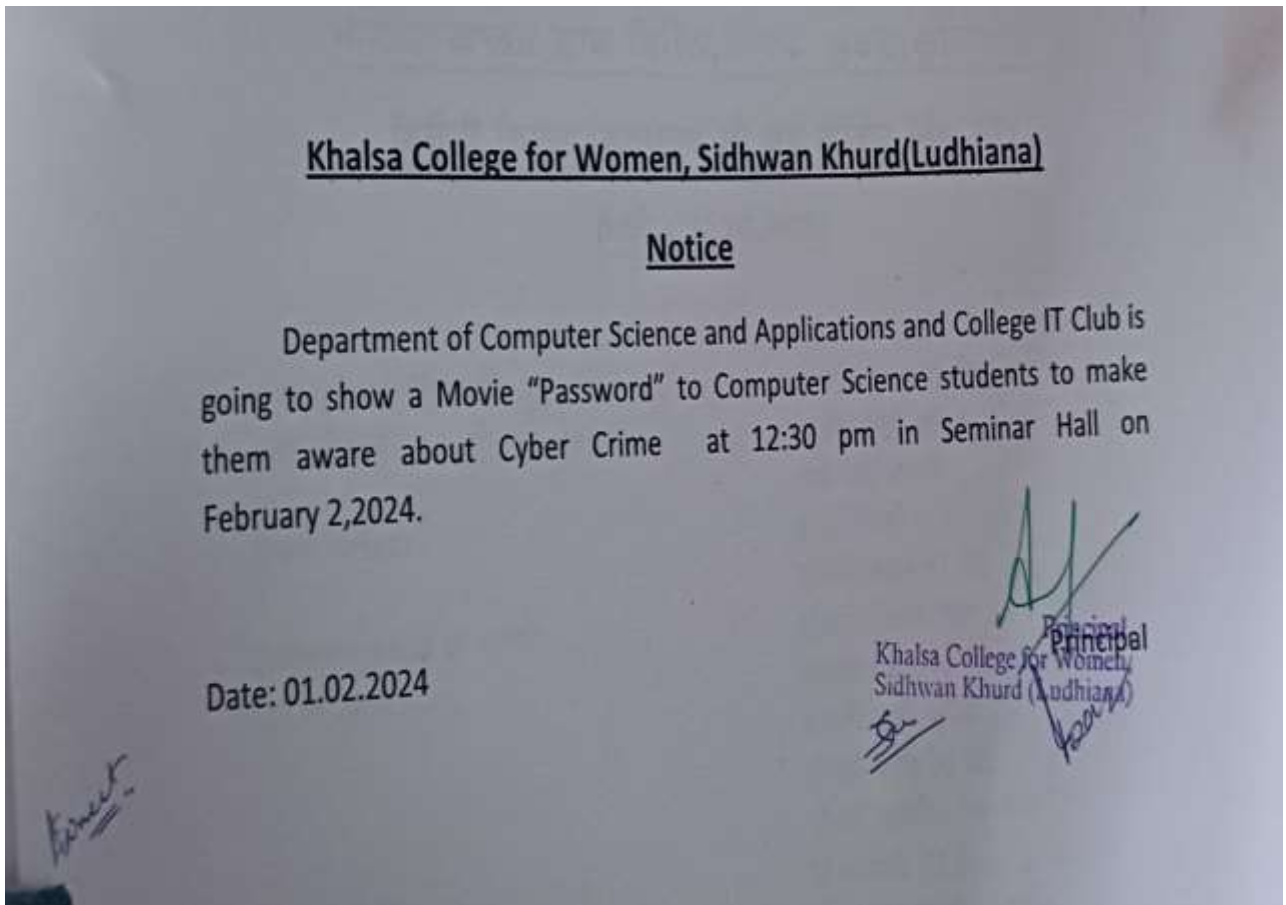 Khalsa College for Women, Sidhwan Khurd(Ludhiana)
Notice
Department of Computer Science and Applications and College IT Club is
going to show a Movie “Password” to Computer Science students to make
them aware about Cyber Crime at 12:30 pm in Seminar Hall on
February 2,2024.
Principal
Principal
Khalsa College for Women,
Sidhwan Khurd (Ludhiana)
Date: 01.02.2024